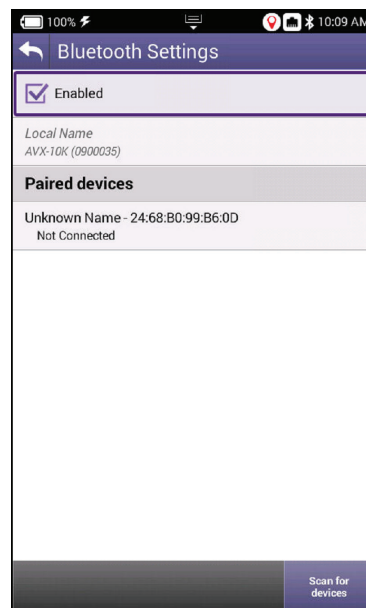 100% 10:09 AM
Bluetooth Settings
Enabled
Local Name
AVX-10K (0900035)
Paired devices
Unknown Name - 24:68:B0:99:B6:0D
Not Connected
Scan for
devices